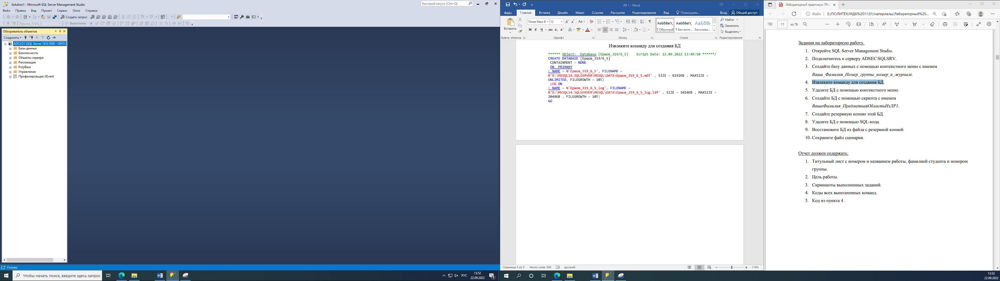 Solution1 - Microsoft SQL Server Management Studio
Быстрый запуск (Ctrl+Q)
Файл Правка Вид Проект Сервис Окно Справка
Создать запрос
Ершов_319/6_5
Выполнить
Обозреватель объектов
Соединить
ADCLG1 (SQL Server 14.0.1000 - ISPO\3
Базы данных
Безопасность
Объекты сервера
Репликация
PolyBase
Управление
Профилировщик XEvent
Готово
Чтобы начать поиск, введите здесь запрос
РУС
13:52
22.09.2022
3
ЛР 1 - Word
Файл Главная Вставка Дизайн Макет Ссылки Рассылки Рецензирование Вид Помощник... Вход Общий доступ
Вставить
Буфер обмена
Times New R 12
Шрифт
Абзац
АаБбВвГг, АаБбВвГг, АаБбВв
¶ Обычный ¶ Без инте... Заголово...
Стили
Найти
Заменить
Выделить
Редактирование
Извлеките команду для создания БД
****** Object: Database [Ершов_319/6_5] Script Date: 22.09.2022 13:49:50 ******/
CREATE DATABASE [Ершов_319/6_5]
CONTAINMENT = NONE
ON PRIMARY
( NAME = N'Ершов_319_6_5', FILENAME =
N'D:\MSSQL14.SQLSERVER\MSSQL\DATA\Ершов_319_6_5.mdf' , SIZE = 8192KB , MAXSIZE =
UNLIMITED, FILEGROWTH = 10%)
LOG ON
( NAME = N'Ершов_319_6_5_log', FILENAME =
N'D:\MSSQL14.SQLSERVER\MSSQL\DATA\Ершов_319_6_5_log.ldf' , SIZE = 1024KB , MAXSIZE =
2048GB , FILEGROWTH = 10%)
GO
Страница 5 из 5 Число слов: 599 русский 110%
Лабораторный практикум ТРи
Файл E:/ПОЛИТЕХ/МДК%2011.01/материалы/Лабораторный%20...
11 из 76
Задания на лабораторную работу.
1. Откройте SQL Server Management Studio.
2. Подключитесь к серверу ADSEC\SQLSRV.
3. Создайте базу данных с помощью контекстного меню с именем
Ваша_Фамилия_Номер_группы_номер_в_журнале.
4. Извлеките команду для создания БД.
5. Удалите БД с помощью контекстного меню.
6. Создайте БД с помощью скрипта с именем
ВашаФамилия_ПредметнаяОбластьИзЛР1.
7. Создайте резервную копию этой БД.
8. Удалите БД с помощью SQL-кода.
9. Восстановите БД из файла с резервной копией.
10. Сохраните файл сценария.
Отчет должен содержать:
1. Титульный лист с номером и названием работы, фамилией студента и номером
группы.
2. Цель работы.
3. Скриншоты выполненных заданий.
4. Коды всех выполненных команд.
5. Код из пункта 4.
13:52
22.09.2022